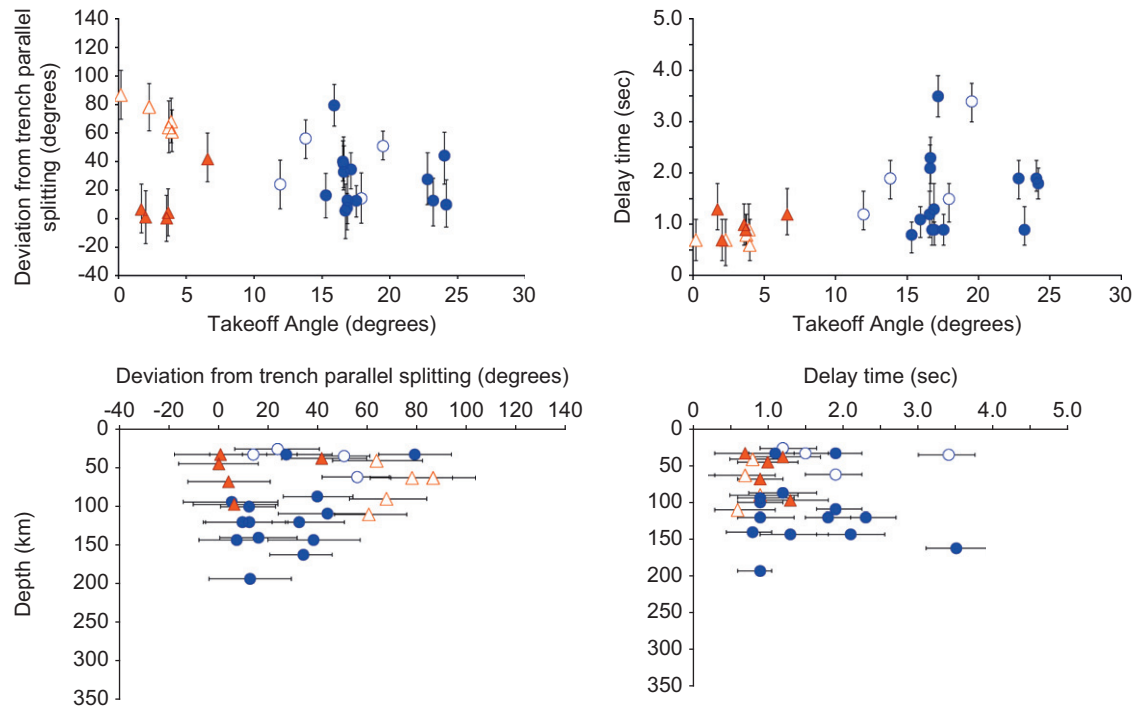 Deviation from trench parallel
splitting (degrees)
140
120
100
80
60
40
20
0
-20
-40
0 5 10 15 20 25 30
Takeoff Angle (degrees)
Delay time (sec)
5.0
4.0
3.0
2.0
1.0
0
0 5 10 15 20 25 30
Takeoff Angle (degrees)
Deviation from trench parallel splitting (degrees)
-40 -20 0 20 40 60 80 100 120 140
Depth (km)
0
50
100
150
200
250
300
350
Delay time (sec)
0 1.0 2.0 3.0 4.0 5.0
0
50
100
150
200
250
300
350